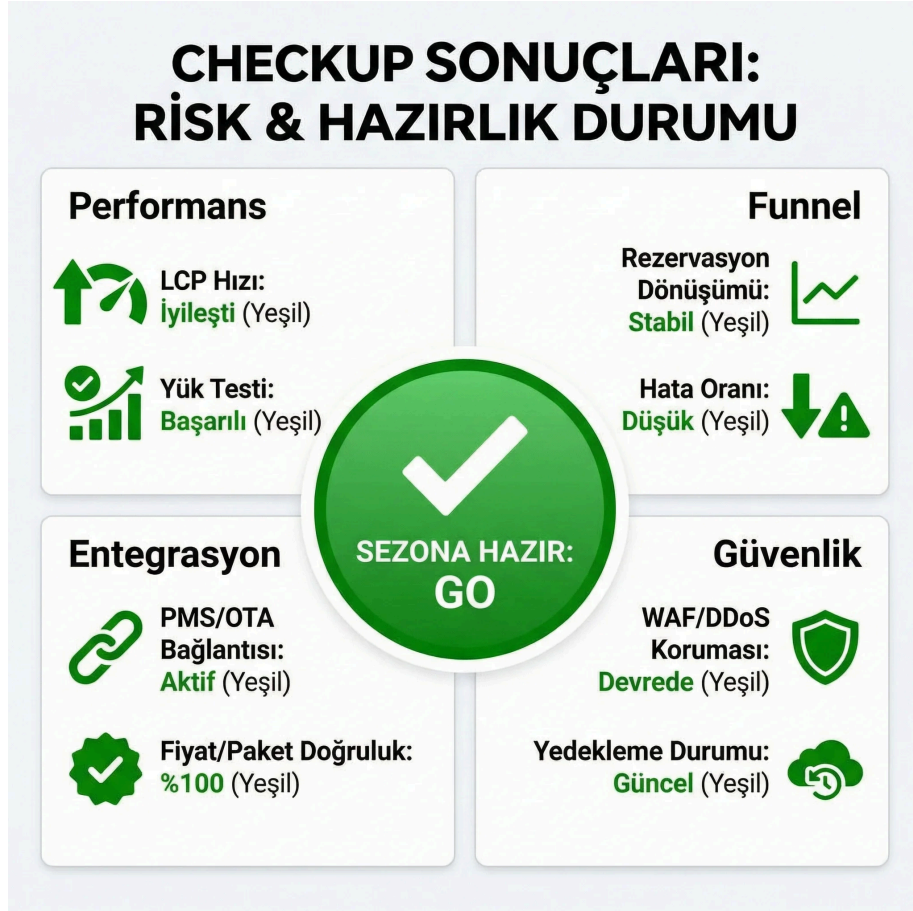 CHECKUP SONUÇLARI:
RİSK & HAZIRLIK DURUMU
Performans
LCP Hızı:
İyileşti (Yeşil)
Yük Testi:
Başarılı (Yeşil)
Funnel
Rezervasyon
Dönüşümü:
Stabil (Yeşil)
Hata Oranı:
Düşük (Yeşil)
SEZONA HAZIR:
GO
Entegrasyon
PMS/OTA
Bağlantısı:
Aktif (Yeşil)
Fiyat/Paket Doğruluk:
%100 (Yeşil)
Güvenlik
WAF/DDoS
Koruması:
Devrede (Yeşil)
Yedekleme Durumu:
Güncel (Yeşil)